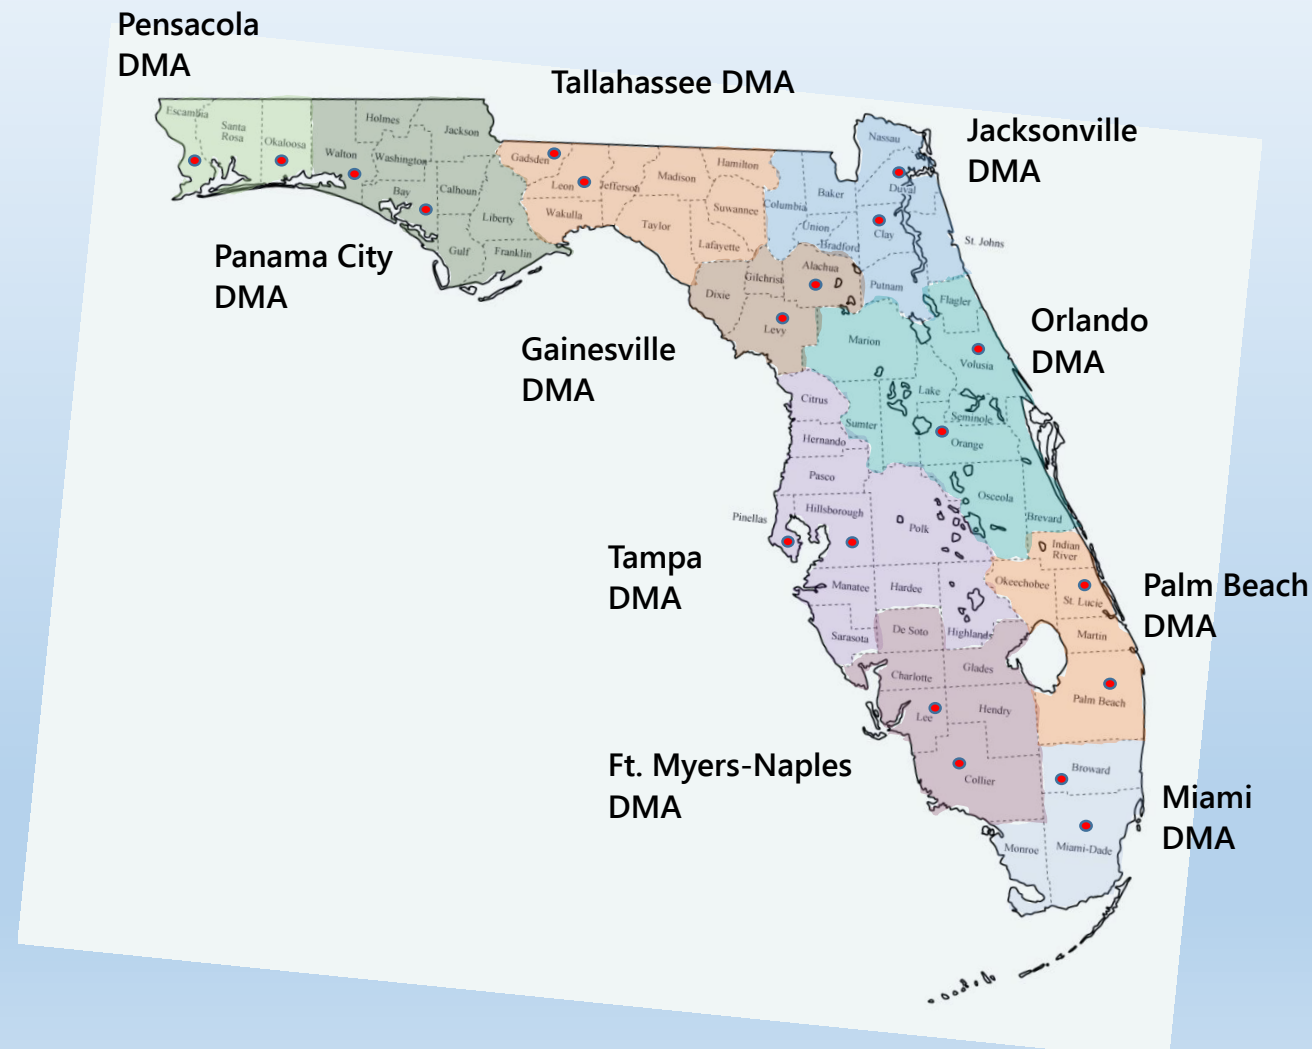 Pensacola
DMA
Tallahassee DMA
Jacksonville
DMA
Panama City
DMA
Gainesville
DMA
Orlando
DMA
Tampa
DMA
Palm Beach
DMA
Ft. Myers-Naples
DMA
Miami
DMA
Escambia
Santa
Rosa
Okaloosa
Holmes
Jackson
Walton
Washington
Bay
Calhoun
Liberty
Gulf
Franklin
Gadsden
Leon
Jefferson
Madison
Hamilton
Wakulla
Taylor
Suwannee
Lafayette
Nassau
Duval
Baker
Columbia
Union
Bradford
Clay
St. Johns
Putnam
Dixie
Gilchrist
Alachua
Levy
Flagler
Marion
Volusia
Lake
Seminole
Sumter
Orange
Osceola
Brevard
Citrus
Hernando
Pasco
Pinellas
Hillsborough
Polk
Manatee
Hardee
Sarasota
Highlands
Indian
River
Okeechobee
St. Lucie
Martin
Palm Beach
De Soto
Charlotte
Glades
Lee
Hendry
Collier
Broward
Monroe
Miami-Dade